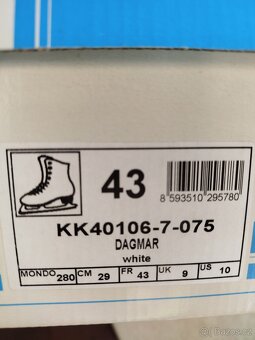 43
8 593510 295780
KK40106-7-075
DAGMAR
white
MONDO 280 CM 29 FR 43 UK 9 US 10